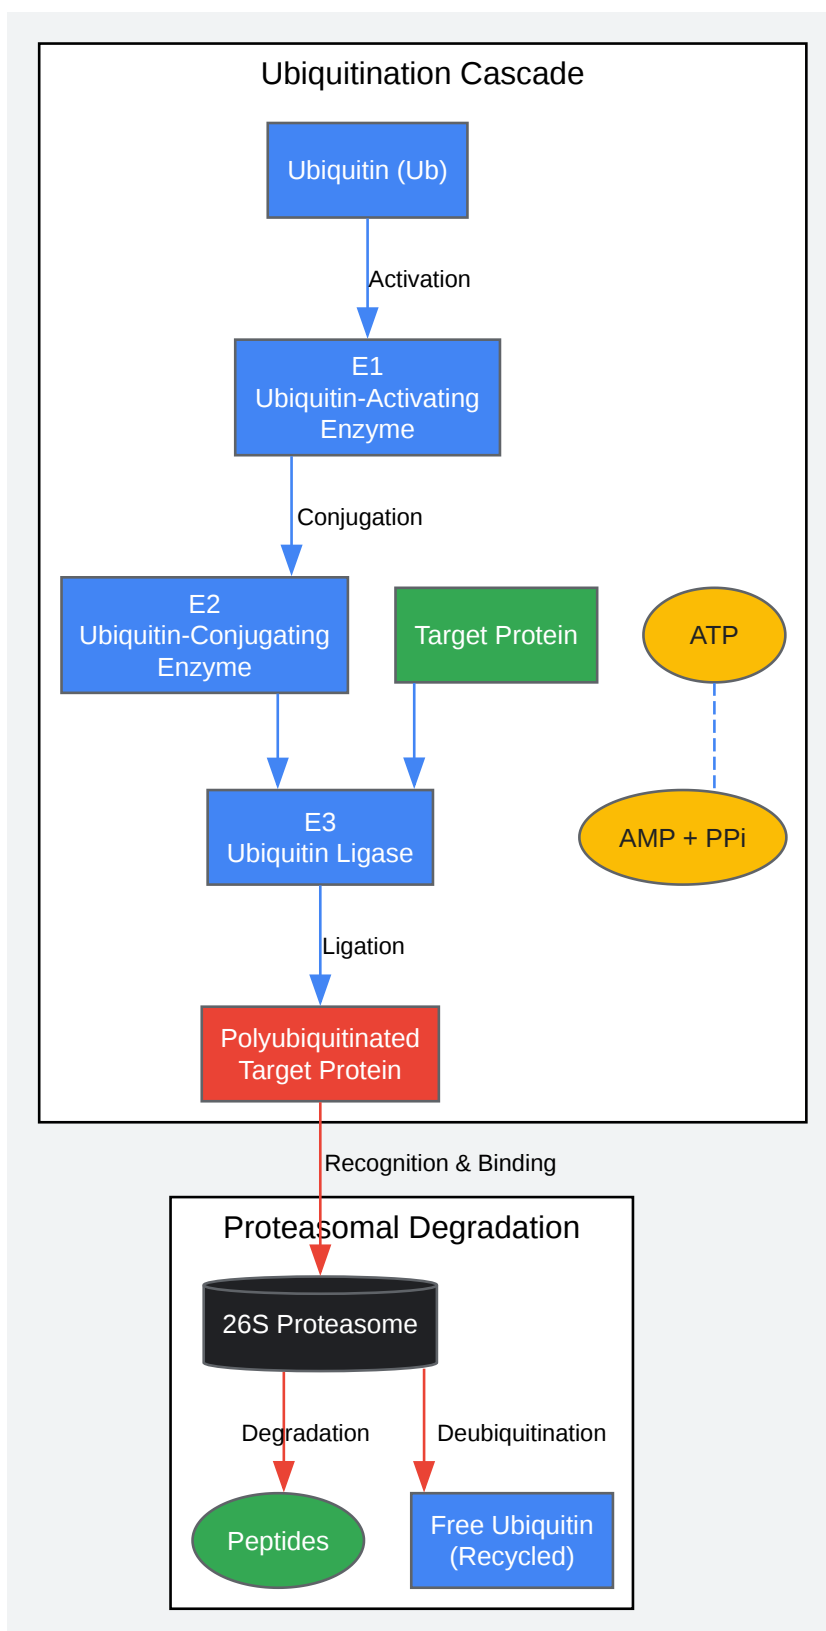 Ubiquitination Cascade
Ubiquitin (Ub)
Activation
E1
Ubiquitin-Activating
Enzyme
Conjugation
E2
Ubiquitin-Conjugating
Enzyme
Target Protein
ATP
E3
Ubiquitin Ligase
AMP + PPi
Ligation
Polyubiquitinated
Target Protein
Recognition & Binding
Proteasomal Degradation
26S Proteasome
Degradation
Deubiquitination
Peptides
Free Ubiquitin
(Recycled)